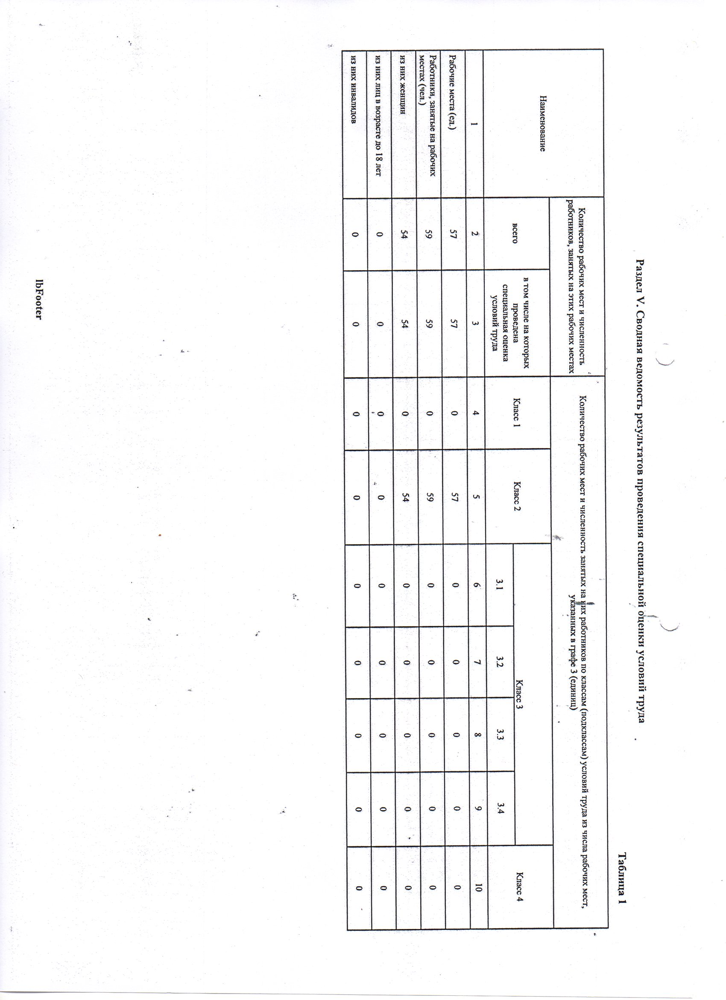 Раздел V. Сводная ведомость результатов проведения специальной оценки условий труда
Таблица 1
Наименование
Количество рабочих мест и численность
работников, занятых на этих рабочих местах
Количество рабочих мест и численность занятых на них работников по классам (подклассам) условий труда из числа рабочих мест,
указанных в графе 3 (единиц)
всего
в том числе на которых
проведена
специальная оценка
условий труда
Класс 1
Класс 2
Класс 3
Класс 4
3.1 3.2 3.3 3.4
1 2 3 4 5 6 7 8 9 10
Рабочие места (ед.) 57 57 0 57 0 0 0 0 0
Работники, занятые на рабочих
местах (чел.) 59 59 0 59 0 0 0 0 0
из них женщин 54 54 0 54 0 0 0 0 0
из них лиц в возрасте до 18 лет 0 0 0 0 0 0 0 0 0
из них инвалидов 0 0 0 0 0 0 0 0 0
lbFooter